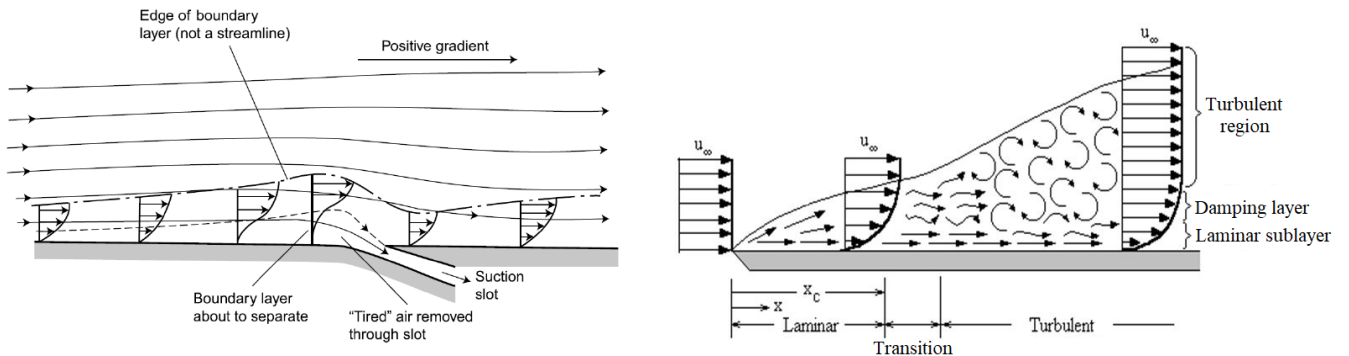 Edge of boundary
layer (not a streamline)
Positive gradient
Boundary layer
about to separate
"Tired" air removed
through slot
Suction
slot
u∞
u∞
u∞
Turbulent
region
Damping layer
Laminar sublayer
x_c
x
Laminar
Transition
Turbulent